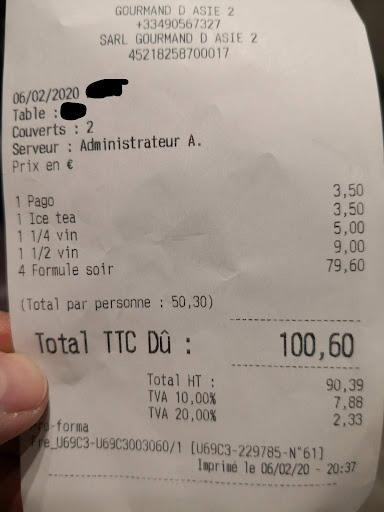 GOURMAND D ASIE 2
+33490567327
SARL GOURMAND D ASIE 2
45218258700017
06/02/2020
Table :
Couverts : 2
Serveur : Administrateur A.
Prix en €
1 Pago 3,50
1 Ice tea 3,50
1 1/4 vin 5,00
1 1/2 vin 9,00
4 Formule soir 79,60
(Total par personne : 50,30)
Total TTC Dû : 100,60
Total HT : 90,39
TVA 10,00% 7,88
TVA 20,00% 2,33
-forma
re_U69C3-U69C3003060/1 [U69C3-229785-N°61]
Imprimé le 06/02/20 - 20:37